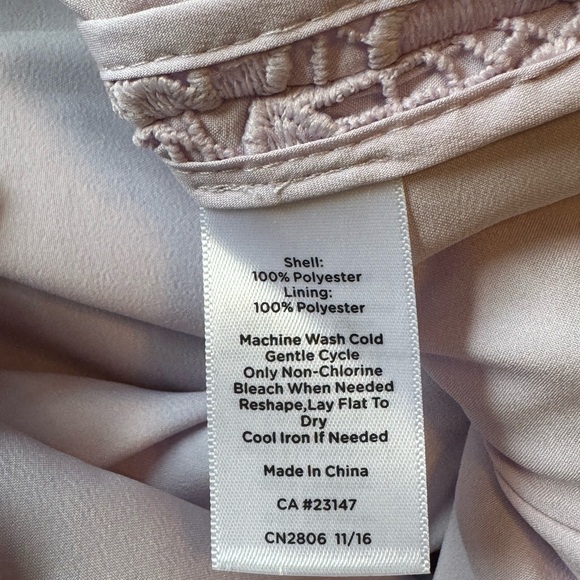 Shell:
100% Polyester
Lining:
100% Polyester
Machine Wash Cold
Gentle Cycle
Only Non-Chlorine
Bleach When Needed
Reshape,Lay Flat To
Dry
Cool Iron If Needed
Made In China
CA #23147
CN2806 11/16